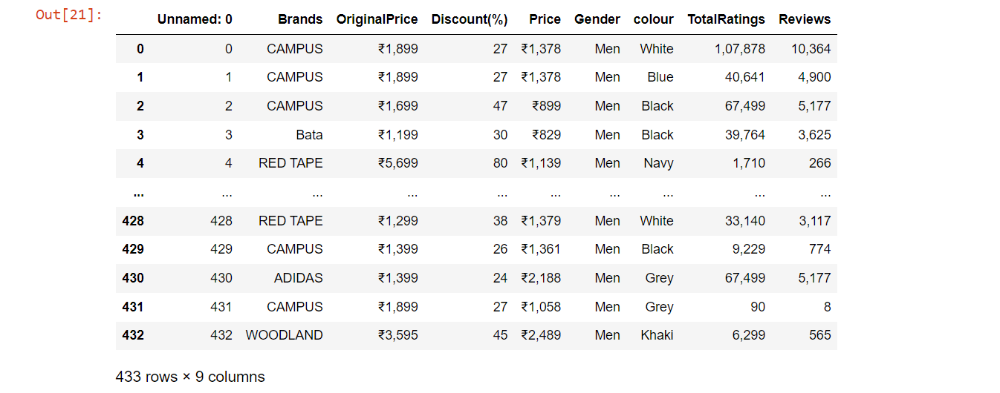 Out[21]:
Unnamed: 0 Brands OriginalPrice Discount(%) Price Gender colour TotalRatings Reviews
0 0 CAMPUS ₹1,899 27 ₹1,378 Men White 1,07,878 10,364
1 1 CAMPUS ₹1,899 27 ₹1,378 Men Blue 40,641 4,900
2 2 CAMPUS ₹1,699 47 ₹899 Men Black 67,499 5,177
3 3 Bata ₹1,199 30 ₹829 Men Black 39,764 3,625
4 4 RED TAPE ₹5,699 80 ₹1,139 Men Navy 1,710 266
... ... ... ... ... ... ... ... ... ...
428 428 RED TAPE ₹1,299 38 ₹1,379 Men White 33,140 3,117
429 429 CAMPUS ₹1,399 26 ₹1,361 Men Black 9,229 774
430 430 ADIDAS ₹1,399 24 ₹2,188 Men Grey 67,499 5,177
431 431 CAMPUS ₹1,899 27 ₹1,058 Men Grey 90 8
432 432 WOODLAND ₹3,595 45 ₹2,489 Men Khaki 6,299 565
433 rows × 9 columns